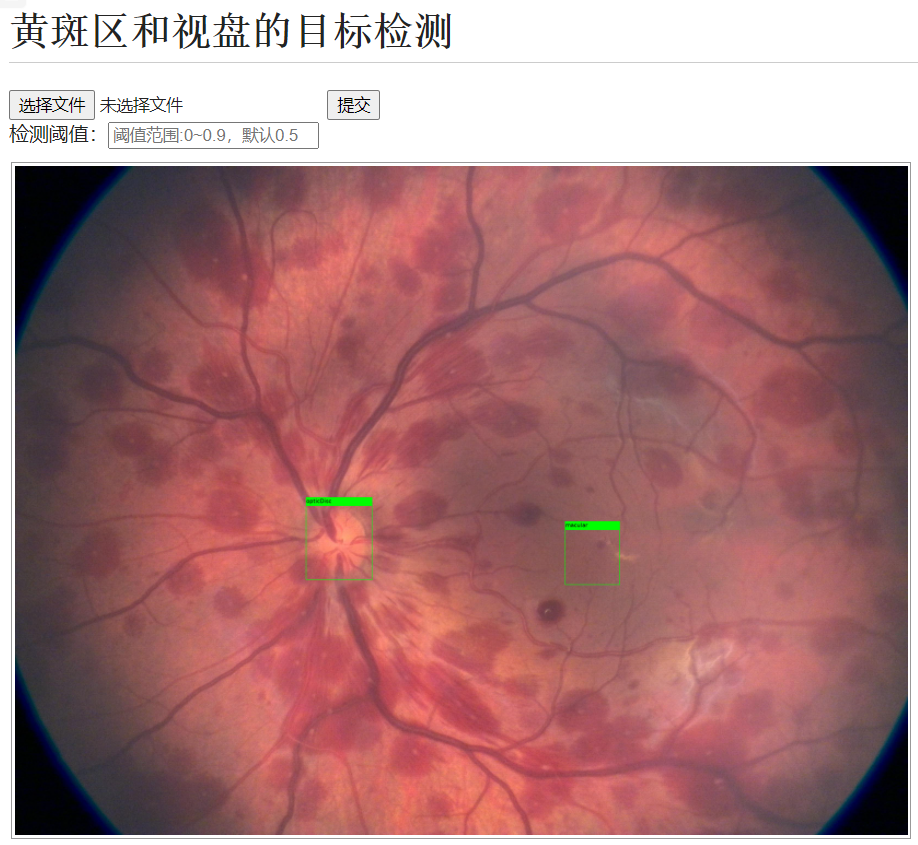 黄斑区和视盘的目标检测
选择文件 未选择文件 提交
检测阈值： 阈值范围:0~0.9，默认0.5
opticDisc
macular